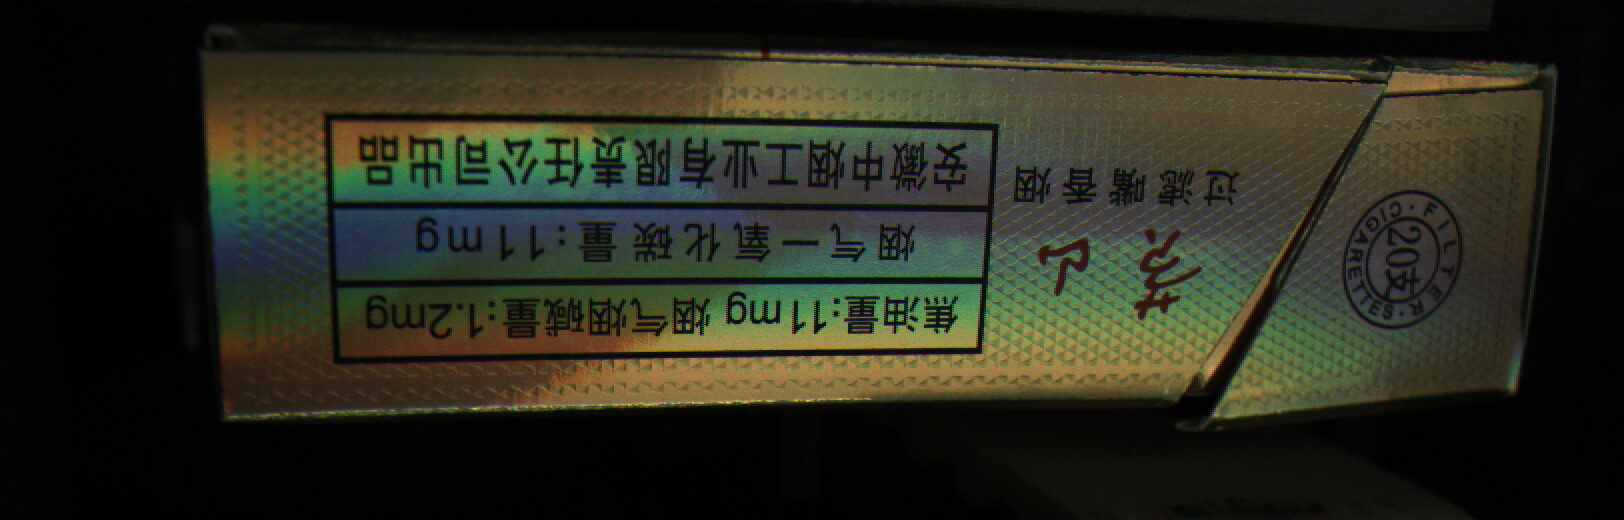 焦油量:11mg 烟气烟碱量:1.2mg
烟气一氧化碳量:11mg
安徽中烟工业有限责任公司出品
黄山
过滤嘴香烟
FILTER·CIGARETTES·
20支